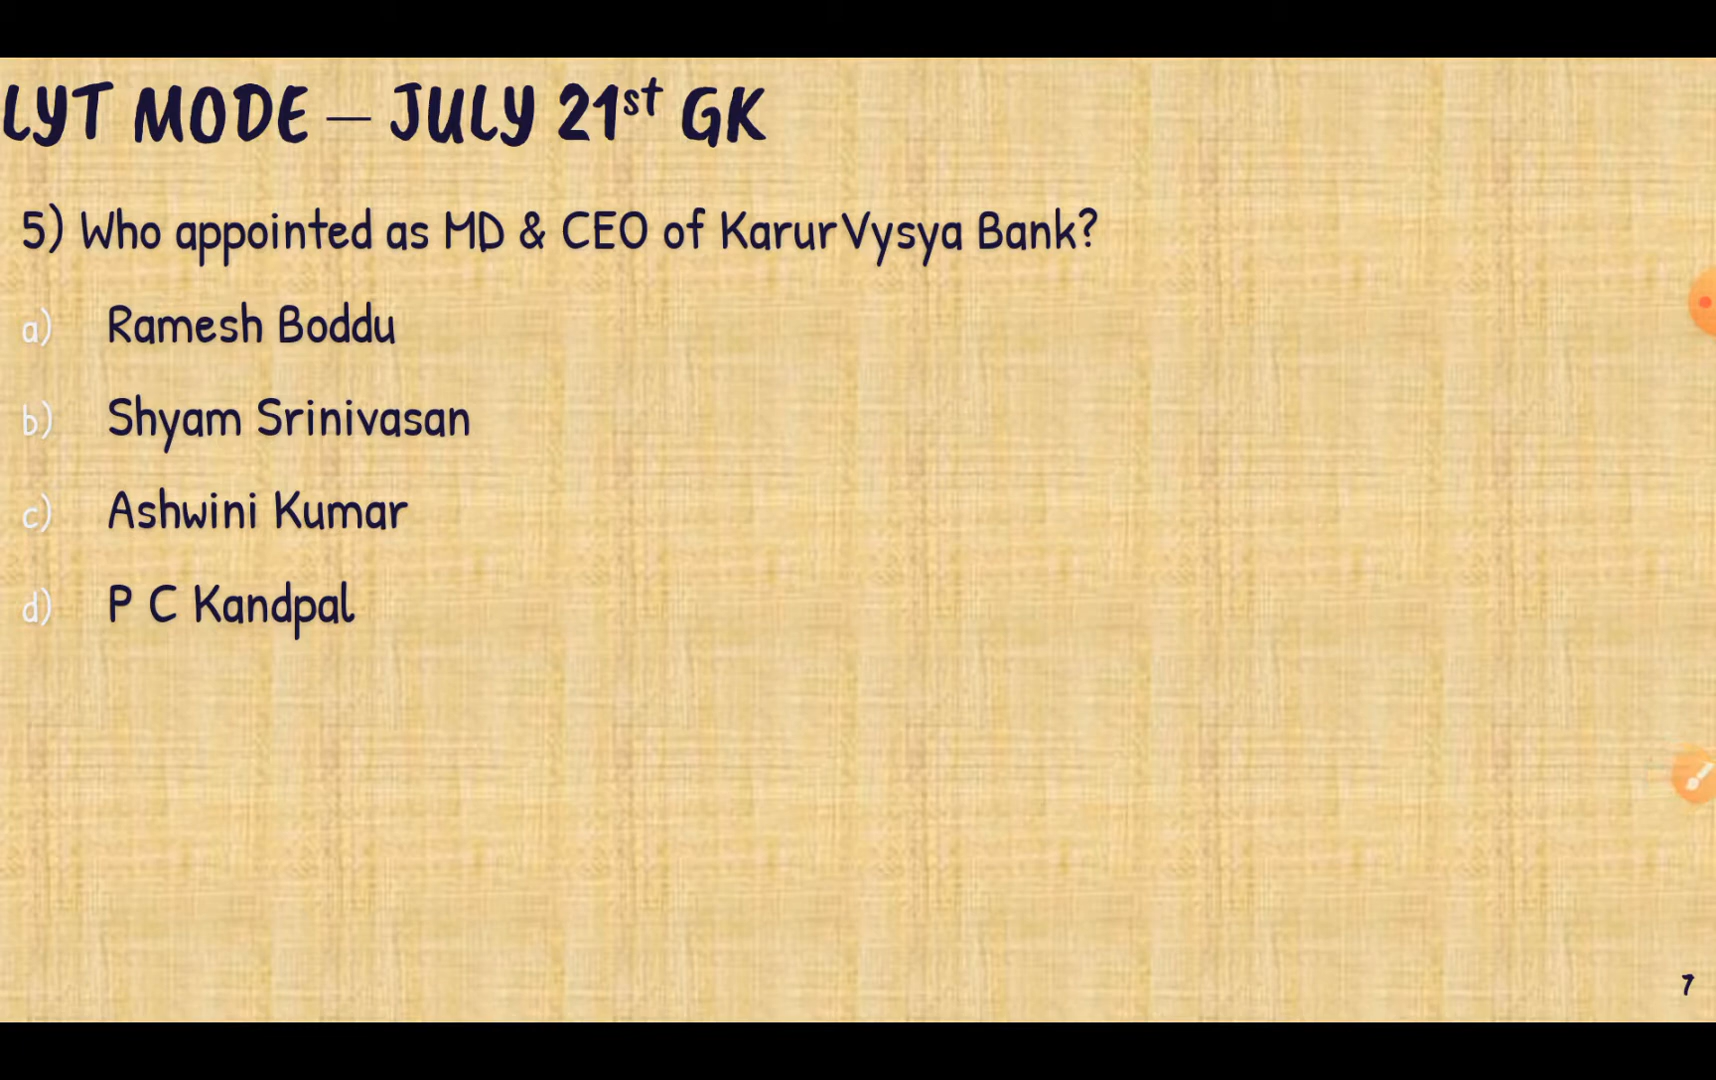 LYT MODE – JULY 21st GK
5) Who appointed as MD & CEO of Karur Vysya Bank?
a) Ramesh Boddu
b) Shyam Srinivasan
c) Ashwini Kumar
d) P C Kandpal
7